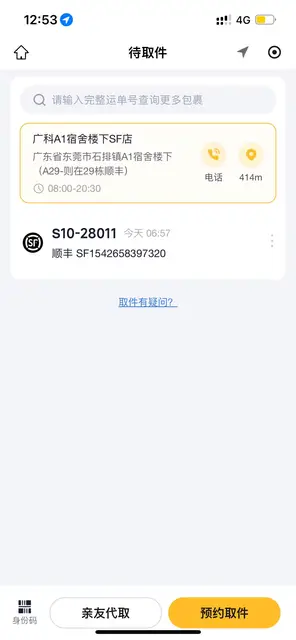 12:53
4G
待取件
请输入完整运单号查询更多包裹
广科A1宿舍楼下SF店
广东省东莞市石排镇A1宿舍楼下
（A29-则在29栋顺丰）
08:00-20:30
电话
414m
SF
S10-28011 今天 06:57
顺丰 SF1542658397320
取件有疑问？
身份码
亲友代取
预约取件